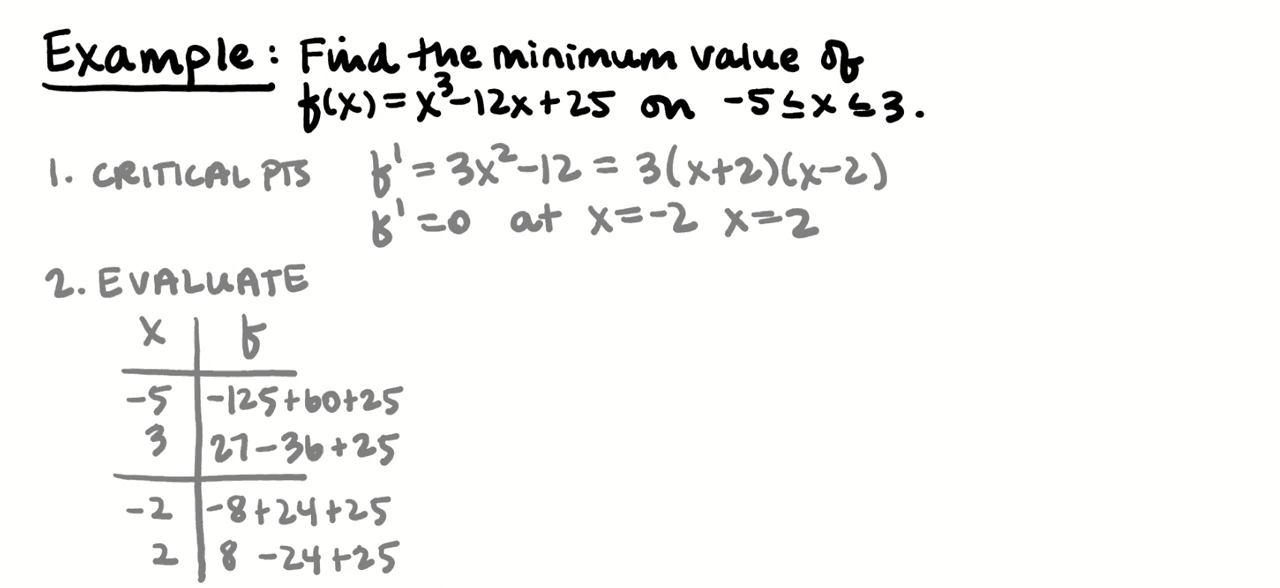 Example: Find the minimum value of
f(x) = x³-12x+25 on -5 ≤ x ≤ 3.
1. CRITICAL PTS f' = 3x²-12 = 3(x+2)(x-2)
f' = 0 at x=-2 x=2
2. EVALUATE
x | f
-5 | -125+60+25
3 | 27-36+25
-2 | -8+24+25
2 | 8-24+25